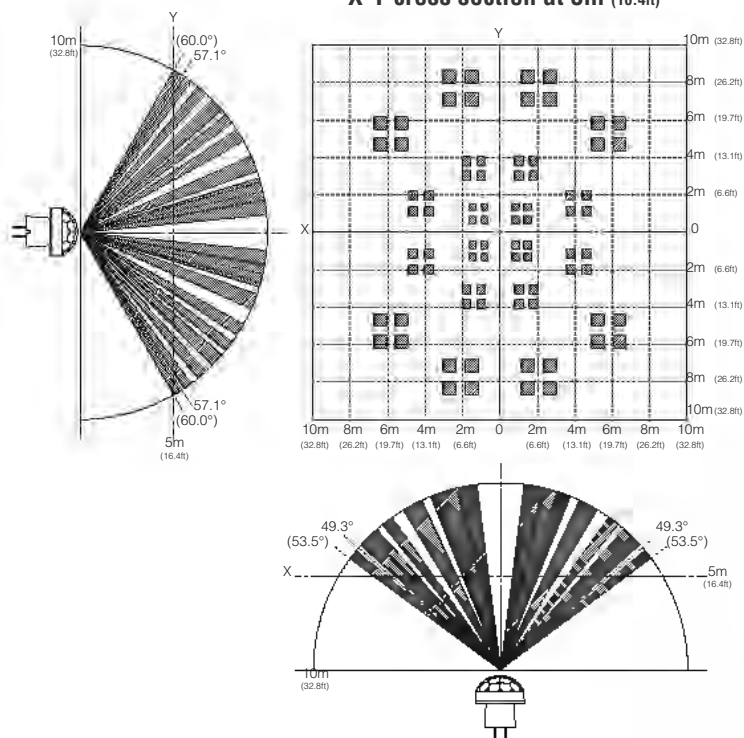 X-Y cross section at 5m (16.4ft)
Y
10m
(32.8ft)
(60.0°)
57.1°
57.1°
(60.0°)
5m
(16.4ft)
Y
X
10m (32.8ft)
8m (26.2ft)
6m (19.7ft)
4m (13.1ft)
2m (6.6ft)
0
2m (6.6ft)
4m (13.1ft)
6m (19.7ft)
8m (26.2ft)
10m (32.8ft)
10m 8m 6m 4m 2m 0 2m 4m 6m 8m 10m
(32.8ft) (26.2ft) (19.7ft) (13.1ft) (6.6ft) (6.6ft) (13.1ft) (19.7ft) (26.2ft) (32.8ft)
49.3°
(53.5°)
49.3°
(53.5°)
X
5m
(16.4ft)
10m
(32.8ft)